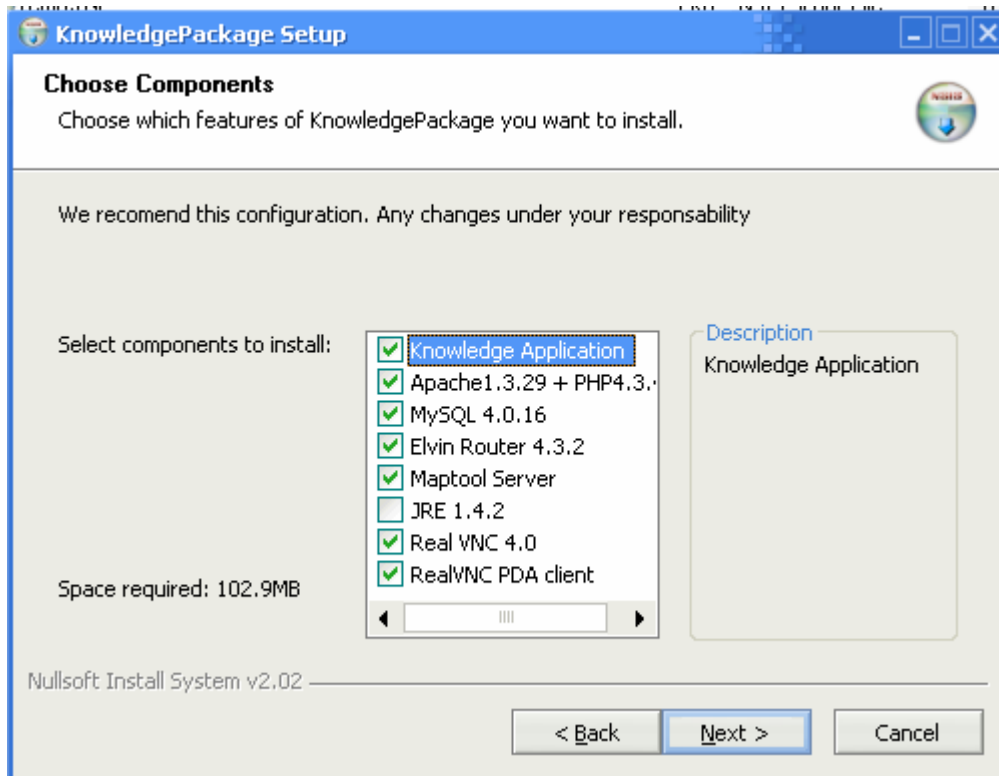 KnowledgePackage Setup
Choose Components
Choose which features of KnowledgePackage you want to install.
We recomend this configuration. Any changes under your responsability
Select components to install:
Knowledge Application
Apache1.3.29 + PHP4.3.
MySQL 4.0.16
Elvin Router 4.3.2
Maptool Server
JRE 1.4.2
Real VNC 4.0
RealVNC PDA client
Description
Knowledge Application
Space required: 102.9MB
Nullsoft Install System v2.02
< Back
Next >
Cancel